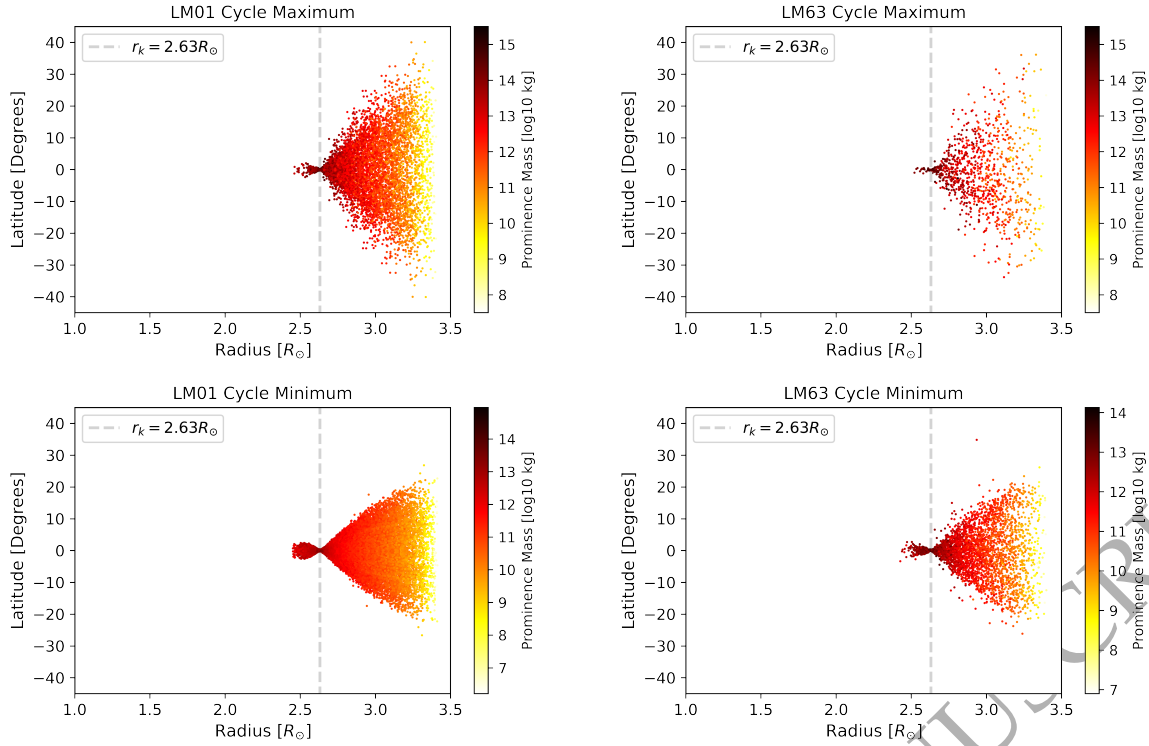 LM01 Cycle Maximum
r_k = 2.63R_⊙
40
30
20
10
0
−10
−20
−30
−40
Latitude [Degrees]
1.0 1.5 2.0 2.5 3.0 3.5
Radius [R_⊙]
15
14
13
12
11
10
9
8
Prominence Mass [log10 kg]
LM63 Cycle Maximum
r_k = 2.63R_⊙
40
30
20
10
0
−10
−20
−30
−40
Latitude [Degrees]
1.0 1.5 2.0 2.5 3.0 3.5
Radius [R_⊙]
15
14
13
12
11
10
9
8
Prominence Mass [log10 kg]
LM01 Cycle Minimum
r_k = 2.63R_⊙
40
30
20
10
0
−10
−20
−30
−40
Latitude [Degrees]
1.0 1.5 2.0 2.5 3.0 3.5
Radius [R_⊙]
14
13
12
11
10
9
8
7
Prominence Mass [log10 kg]
LM63 Cycle Minimum
r_k = 2.63R_⊙
40
30
20
10
0
−10
−20
−30
−40
Latitude [Degrees]
1.0 1.5 2.0 2.5 3.0 3.5
Radius [R_⊙]
14
13
12
11
10
9
8
7
Prominence Mass [log10 kg]